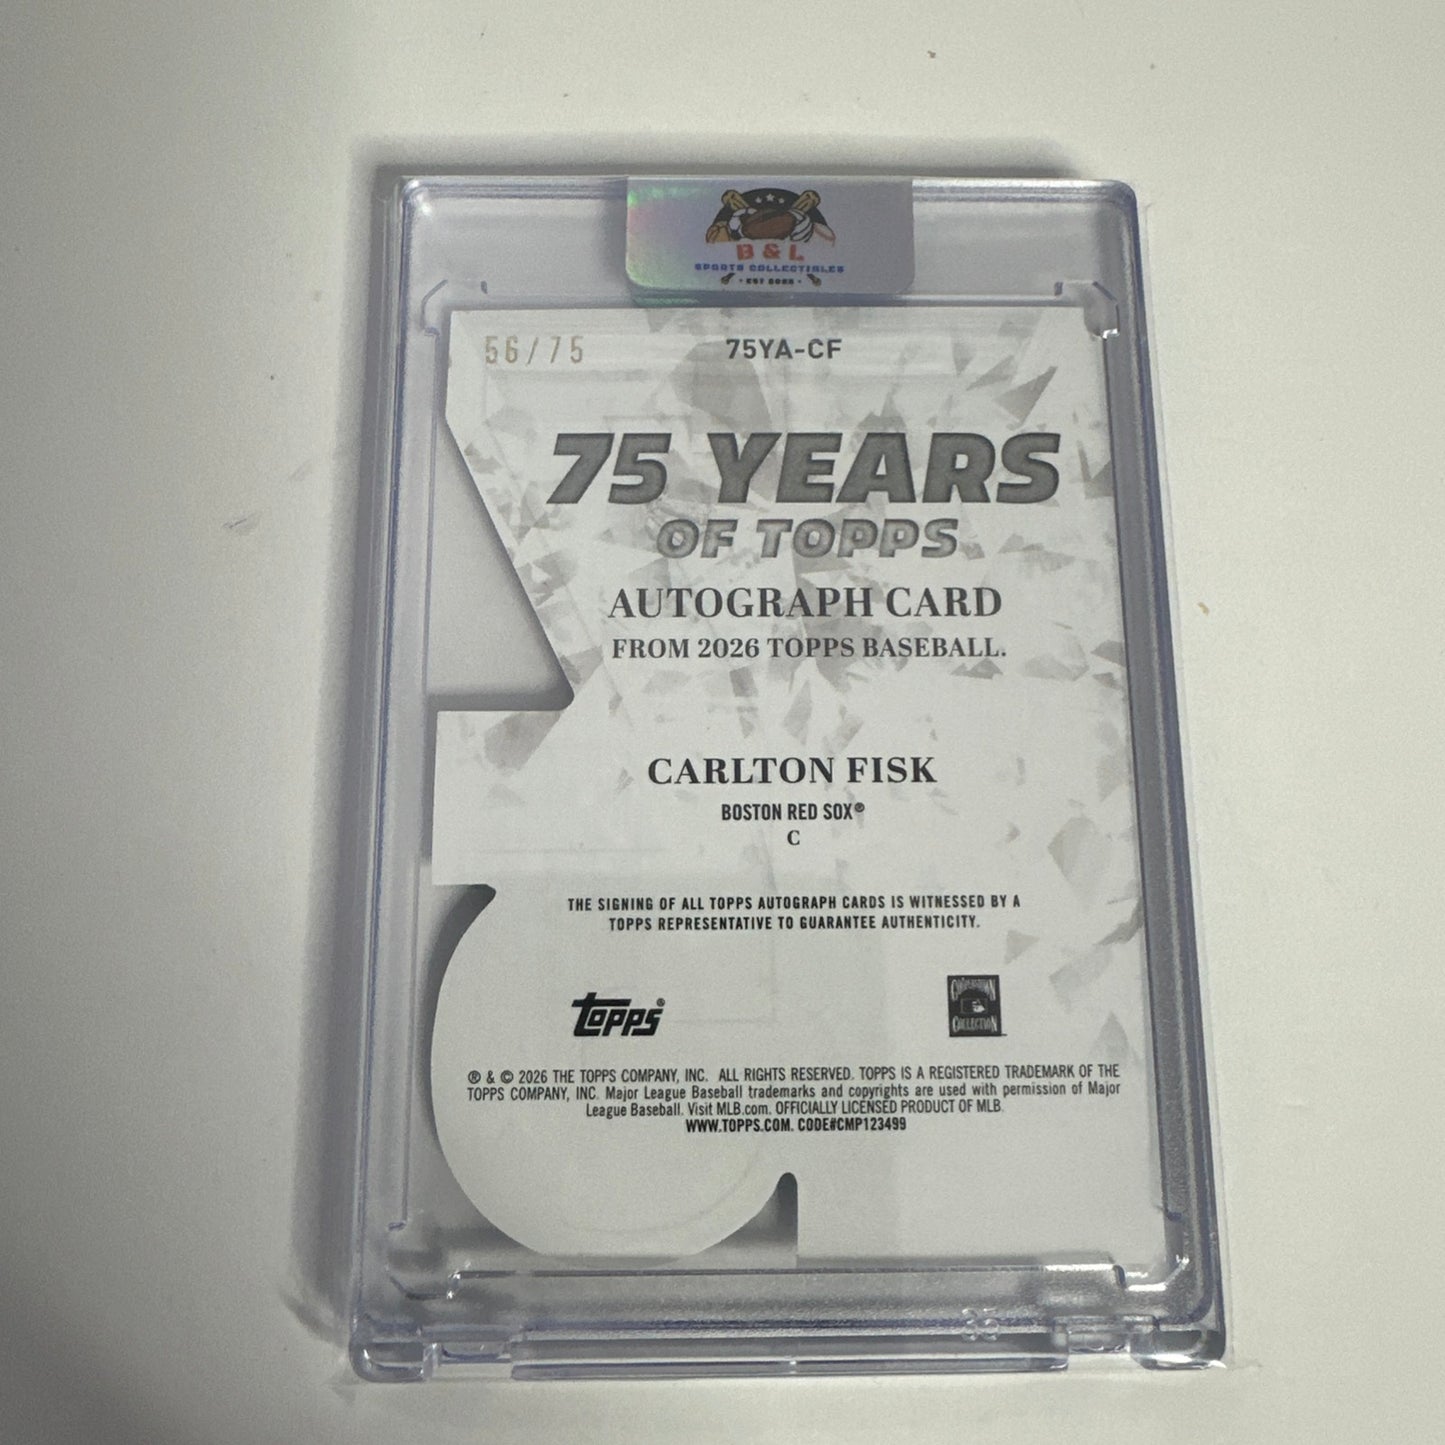 B & L
SPORTS COLLECTIBLES
56/75
75YA-CF
75 YEARS
OF TOPPS
AUTOGRAPH CARD
FROM 2026 TOPPS BASEBALL.
CARLTON FISK
BOSTON RED SOX®
C
THE SIGNING OF ALL TOPPS AUTOGRAPH CARDS IS WITNESSED BY A
TOPPS REPRESENTATIVE TO GUARANTEE AUTHENTICITY.
Topps®
COOPERSTOWN
COLLECTION
® & © 2026 THE TOPPS COMPANY, INC. ALL RIGHTS RESERVED. TOPPS IS A REGISTERED TRADEMARK OF THE
TOPPS COMPANY, INC. Major League Baseball trademarks and copyrights are used with permission of Major
League Baseball. Visit MLB.com. OFFICIALLY LICENSED PRODUCT OF MLB.
WWW.TOPPS.COM. CODE#CMP123499